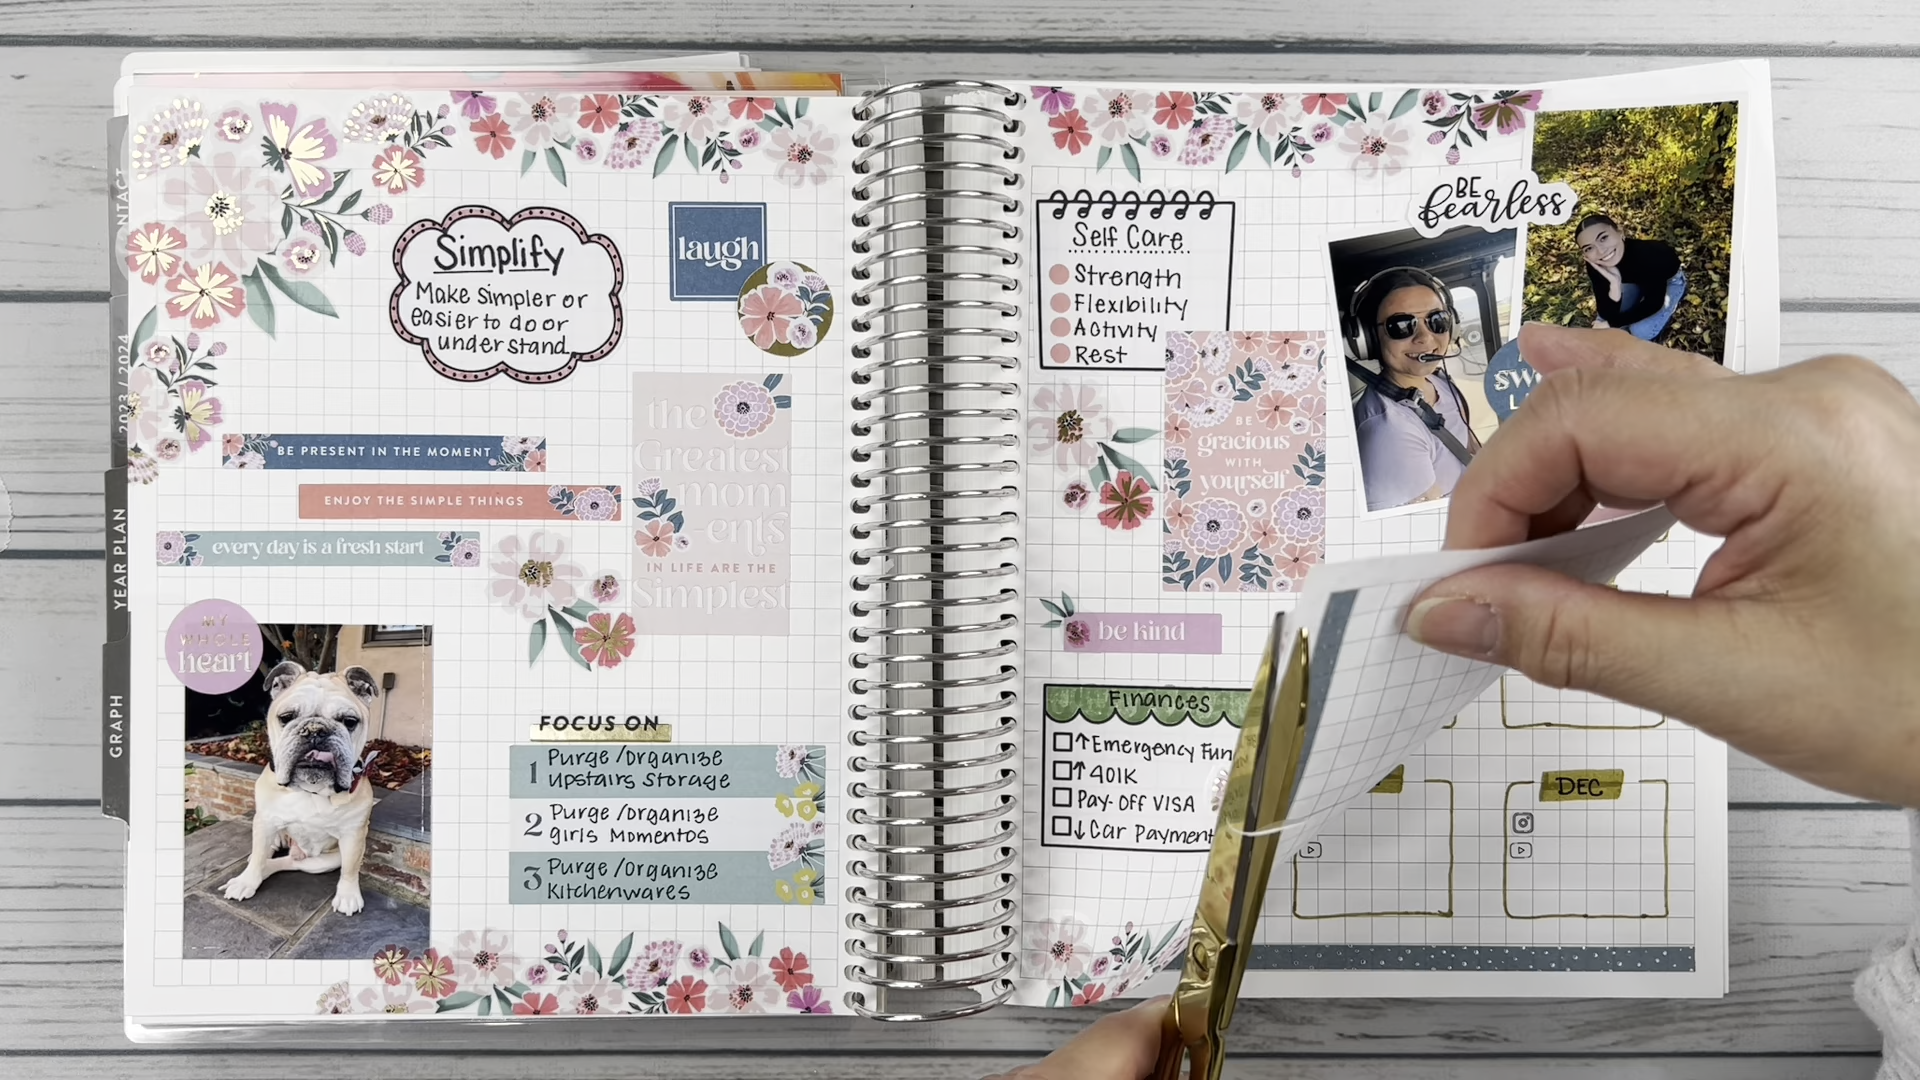 CONTACT
2023 / 2024
YEAR PLAN
GRAPH
Simplify
Make Simpler or
easier to do or
understand.
laugh
BE PRESENT IN THE MOMENT
ENJOY THE SIMPLE THINGS
every day is a fresh start
the
Greatest
mom
-ents
IN LIFE ARE THE
Simplest
MY
WHOLE
heart
FOCUS ON
1 Purge/Organize
Upstairs Storage
2 Purge/Organize
girls Momentos
3 Purge/Organize
Kitchenwares
Self Care
Strength
Flexibility
Activity
Rest
BE
fearless
BE
gracious
WITH
yourself
be kind
Finances
↑ Emergency Fun
↑ 401K
Pay-Off VISA
↓ Car Payment
DEC